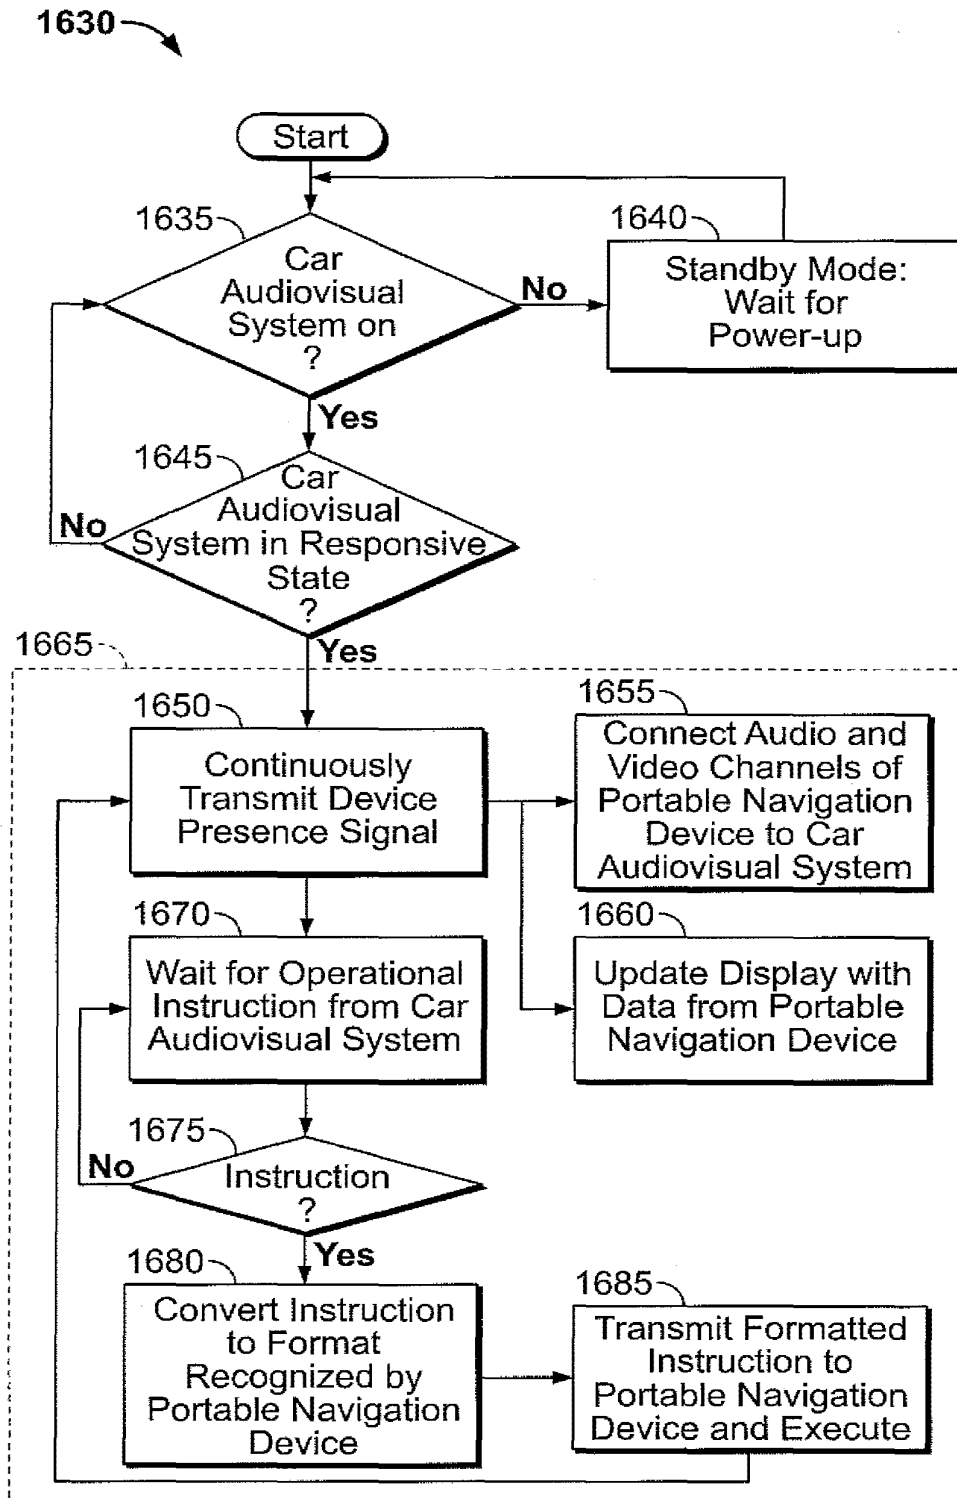 1630
Start
1635
Car
Audiovisual
System on
?
No
1640
Standby Mode:
Wait for
Power-up
Yes
1645
Car
Audiovisual
System in Responsive
State
?
No
Yes
1665
1650
Continuously
Transmit Device
Presence Signal
1655
Connect Audio and
Video Channels of
Portable Navigation
Device to Car
Audiovisual System
1670
Wait for Operational
Instruction from Car
Audiovisual System
1660
Update Display with
Data from Portable
Navigation Device
1675
Instruction
?
No
Yes
1680
Convert Instruction
to Format
Recognized by
Portable Navigation
Device
1685
Transmit Formatted
Instruction to
Portable Navigation
Device and Execute